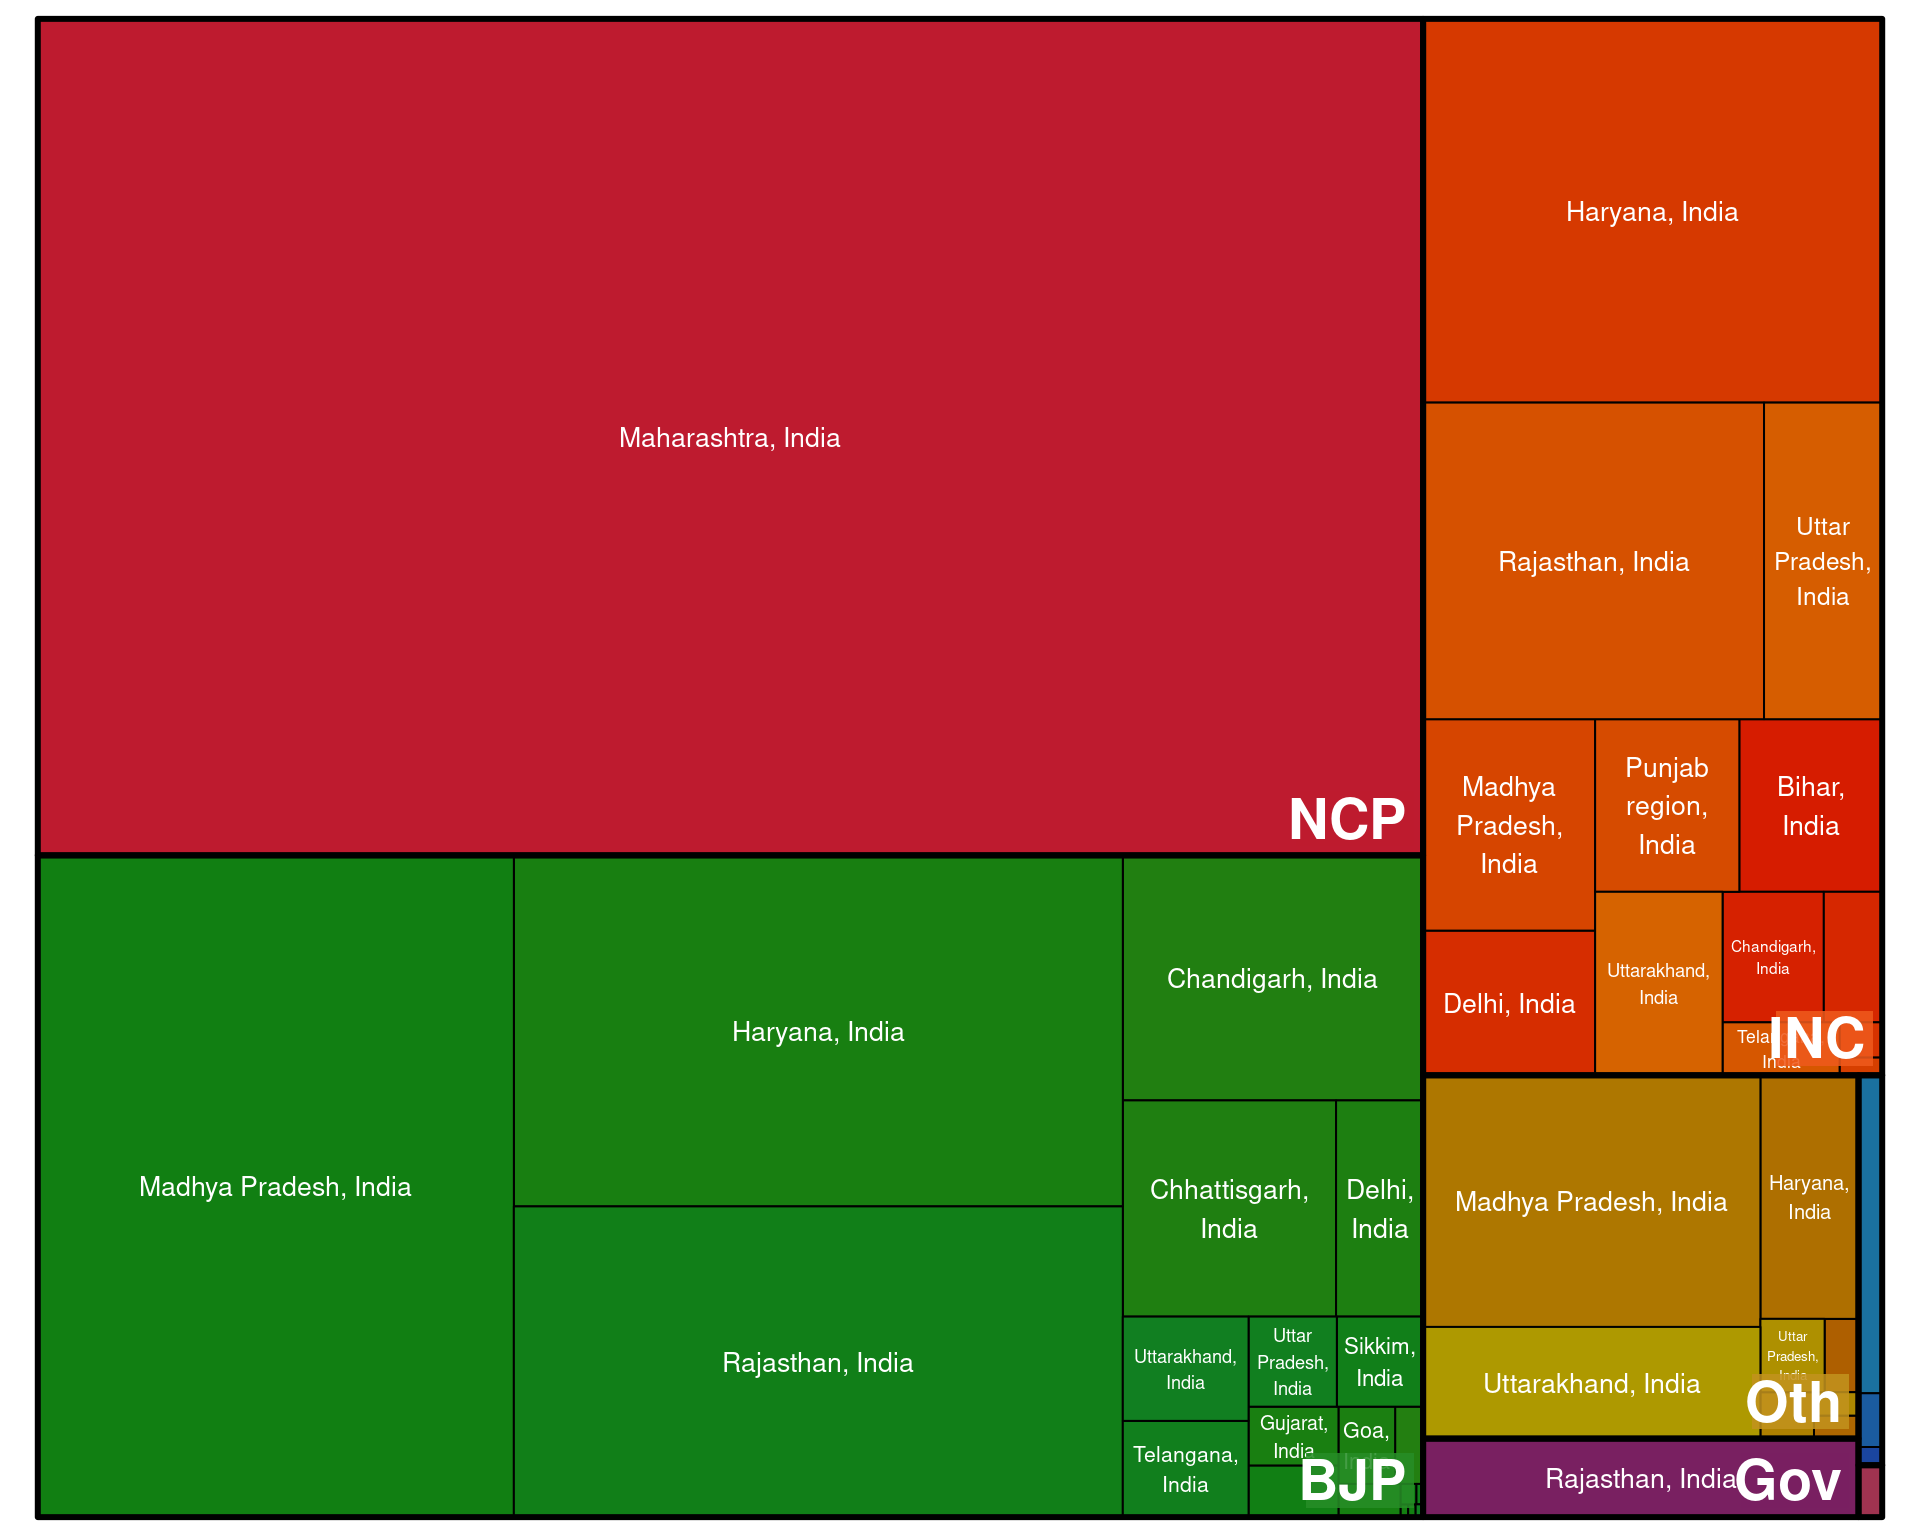 Maharashtra, India
NCP
Madhya Pradesh, India
Haryana, India
Rajasthan, India
Chandigarh, India
Chhattisgarh,
India
Delhi,
India
Uttarakhand,
India
Uttar
Pradesh,
India
Sikkim,
India
Telangana,
India
Gujarat,
India
Goa,
BJP
Haryana, India
Rajasthan, India
Uttar
Pradesh,
India
Madhya
Pradesh,
India
Punjab
region,
India
Bihar,
India
Delhi, India
Uttarakhand,
India
Chandigarh,
India
India
INC
Madhya Pradesh, India
Haryana,
India
Uttarakhand, India
Uttar
Pradesh,
Oth
Rajasthan, India
Gov